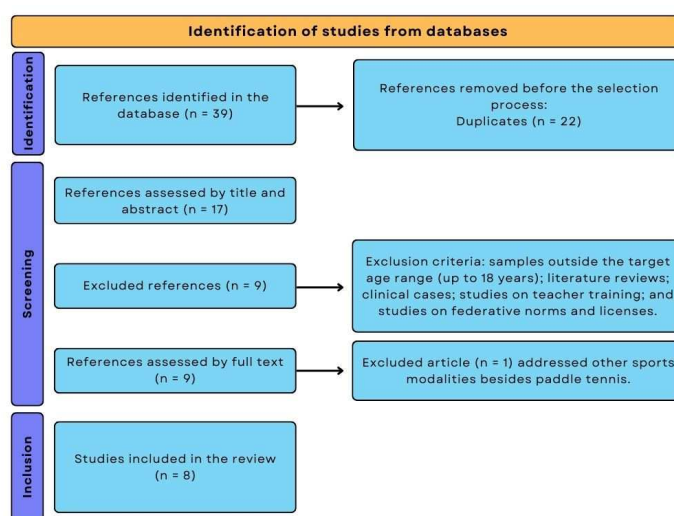 Identification of studies from databases
Identification
References identified in the
database (n = 39)
References removed before the selection
process:
Duplicates (n = 22)
Screening
References assessed by title and
abstract (n = 17)
Excluded references (n = 9)
Exclusion criteria: samples outside the target
age range (up to 18 years); literature reviews;
clinical cases; studies on teacher training; and
studies on federative norms and licenses.
References assessed by full text
(n = 9)
Excluded article (n = 1) addressed other sports
modalities besides paddle tennis.
Inclusion
Studies included in the review
(n = 8)